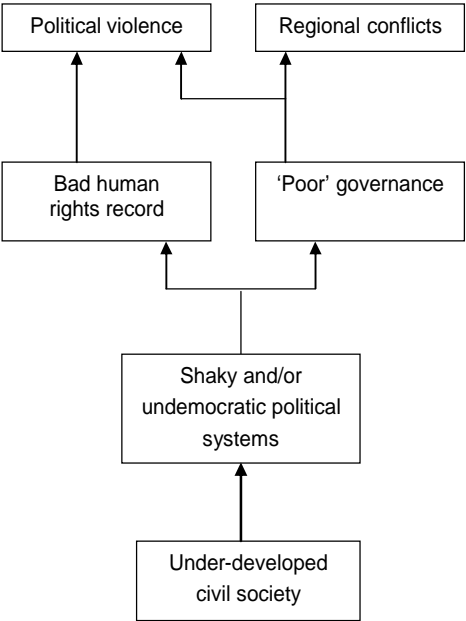 Political violence
Regional conflicts
Bad human
rights record
‘Poor’ governance
Shaky and/or
undemocratic political
systems
Under-developed
civil society